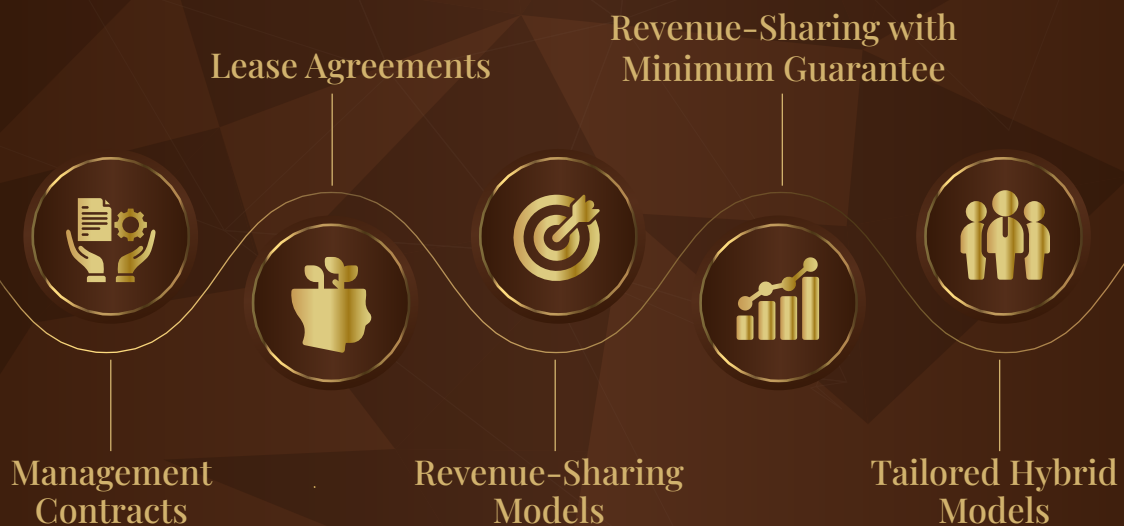 Revenue-Sharing with
Minimum Guarantee
Lease Agreements
Management
Contracts
Revenue-Sharing
Models
Tailored Hybrid
Models